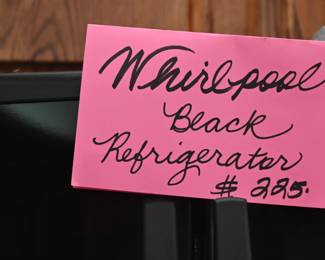 Whirlpool
Black
Refrigerator
$ 225.